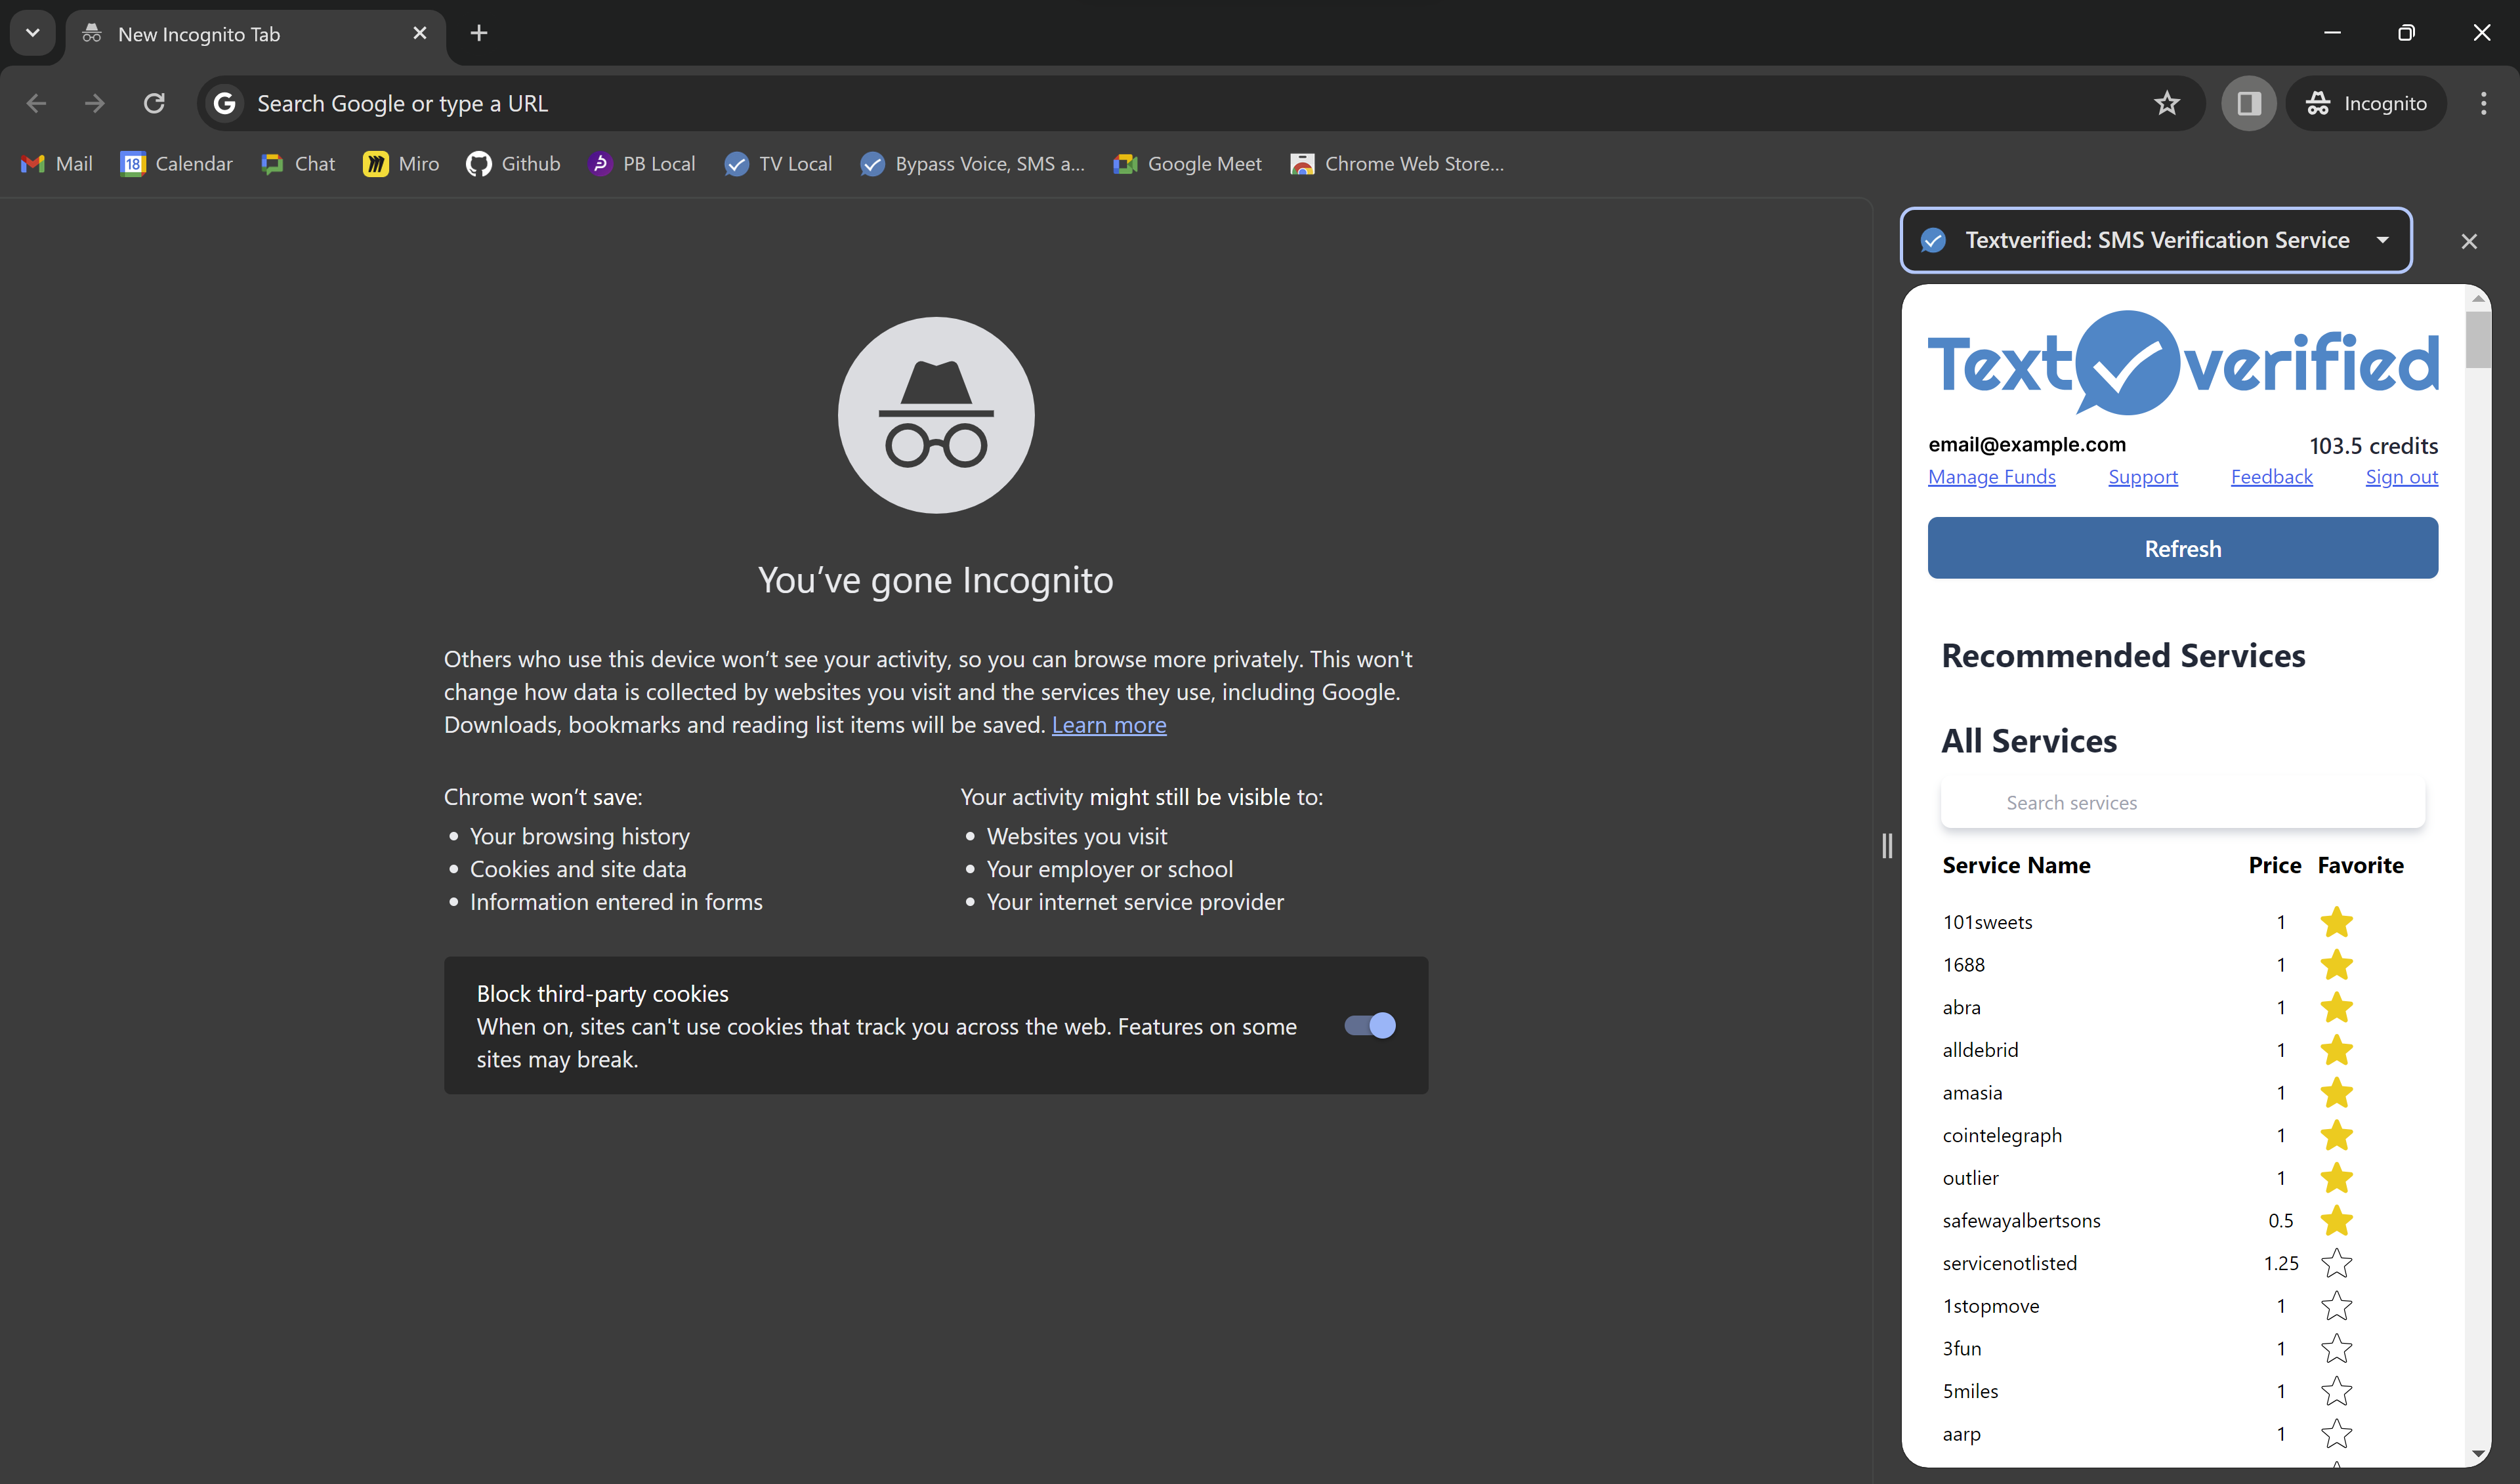 New Incognito Tab
Search Google or type a URL
Incognito
Mail
18
Calendar
Chat
Miro
Github
PB Local
TV Local
Bypass Voice, SMS a...
Google Meet
Chrome Web Store...
You've gone Incognito
Others who use this device won't see your activity, so you can browse more privately. This won't
change how data is collected by websites you visit and the services they use, including Google.
Downloads, bookmarks and reading list items will be saved. Learn more
Chrome won't save:
• Your browsing history
• Cookies and site data
• Information entered in forms
Your activity might still be visible to:
• Websites you visit
• Your employer or school
• Your internet service provider
Block third-party cookies
When on, sites can't use cookies that track you across the web. Features on some
sites may break.
Textverified: SMS Verification Service
Text verified
email@example.com 103.5 credits
Manage Funds Support Feedback Sign out
Refresh
Recommended Services
All Services
Search services
Service Name Price Favorite
101sweets 1
1688 1
abra 1
alldebrid 1
amasia 1
cointelegraph 1
outlier 1
safewayalbertsons 0.5
servicenotlisted 1.25
1stopmove 1
3fun 1
5miles 1
aarp 1